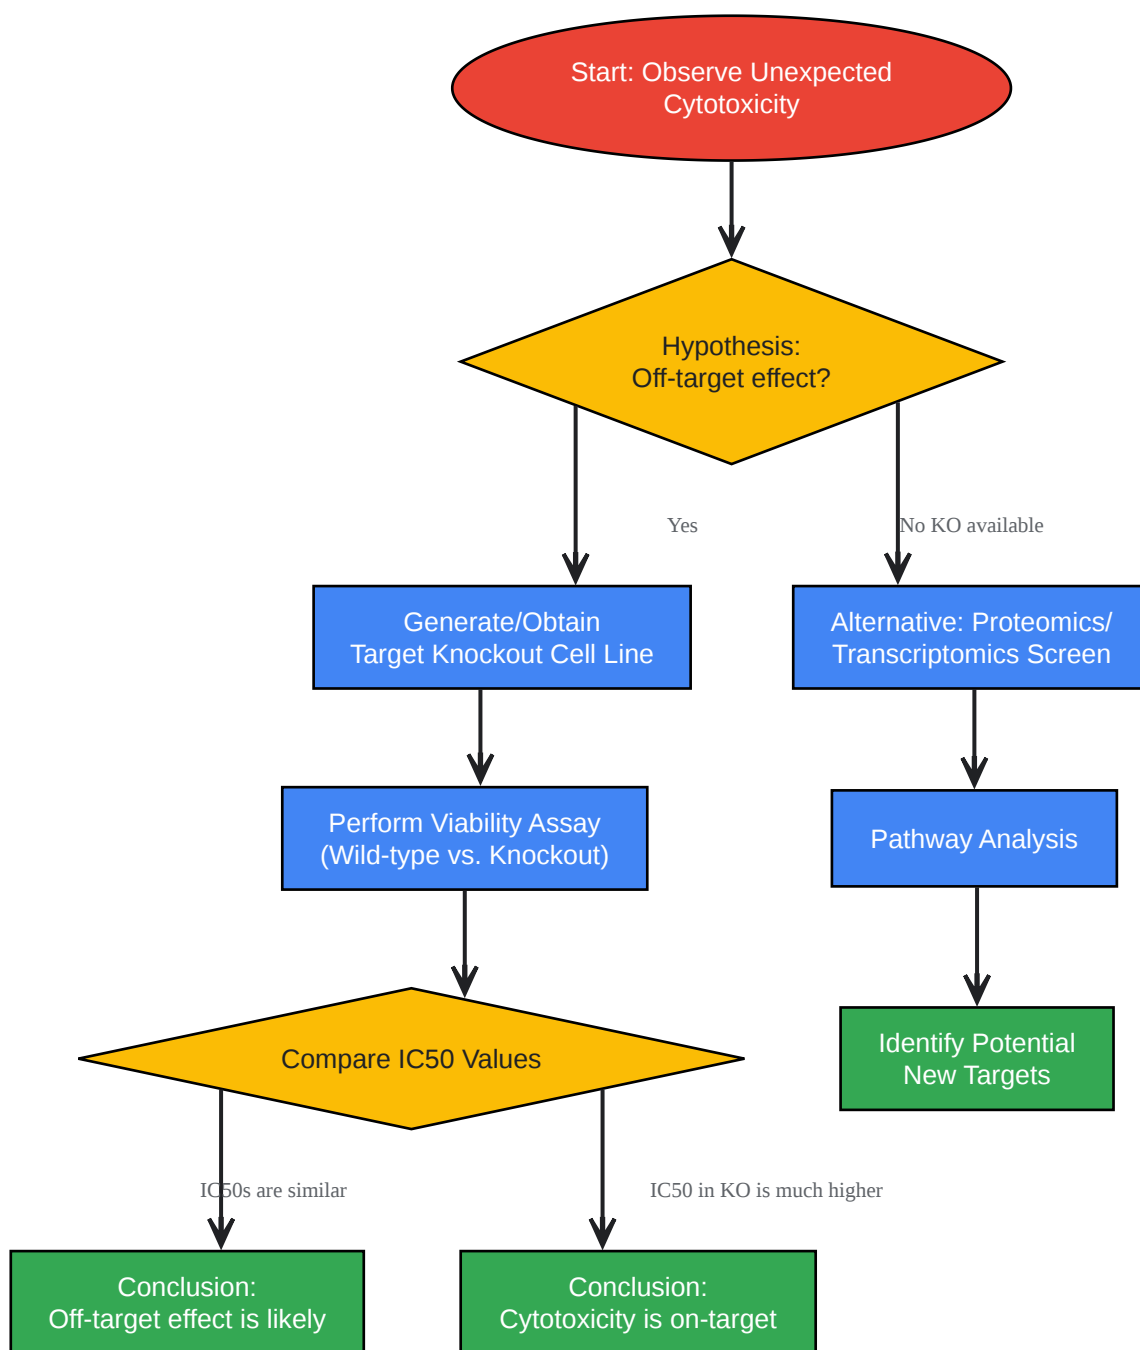 Start: Observe Unexpected
Cytotoxicity
Hypothesis:
Off-target effect?
Yes
No KO available
Generate/Obtain
Target Knockout Cell Line
Alternative: Proteomics/
Transcriptomics Screen
Perform Viability Assay
(Wild-type vs. Knockout)
Pathway Analysis
Compare IC50 Values
Identify Potential
New Targets
IC50s are similar
IC50 in KO is much higher
Conclusion:
Off-target effect is likely
Conclusion:
Cytotoxicity is on-target